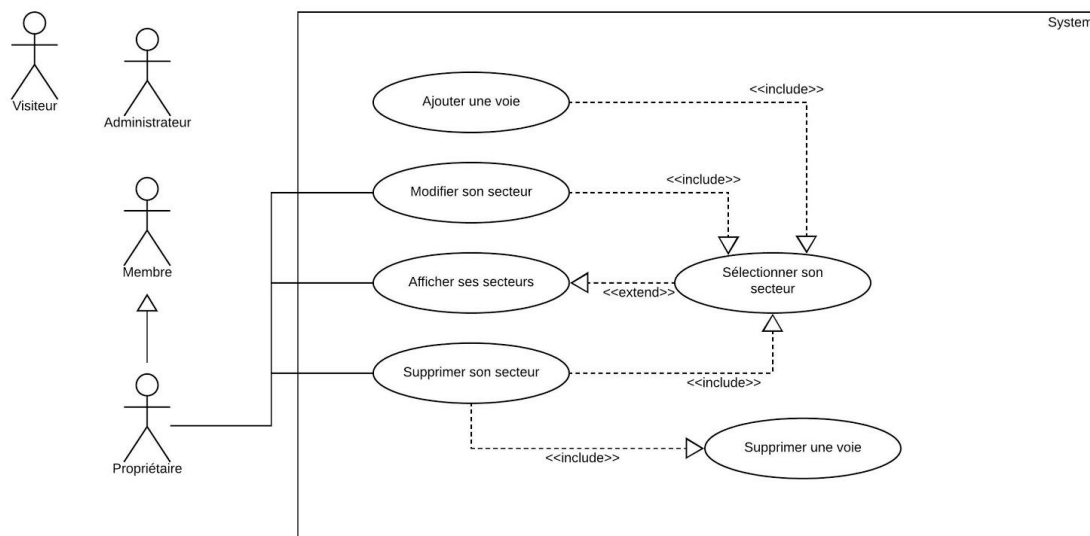 System
Visiteur
Administrateur
Ajouter une voie
<<include>>
Modifier son secteur
<<include>>
Membre
Afficher ses secteurs
<<extend>>
Sélectionner son
secteur
Supprimer son secteur
<<include>>
Propriétaire
<<include>>
Supprimer une voie